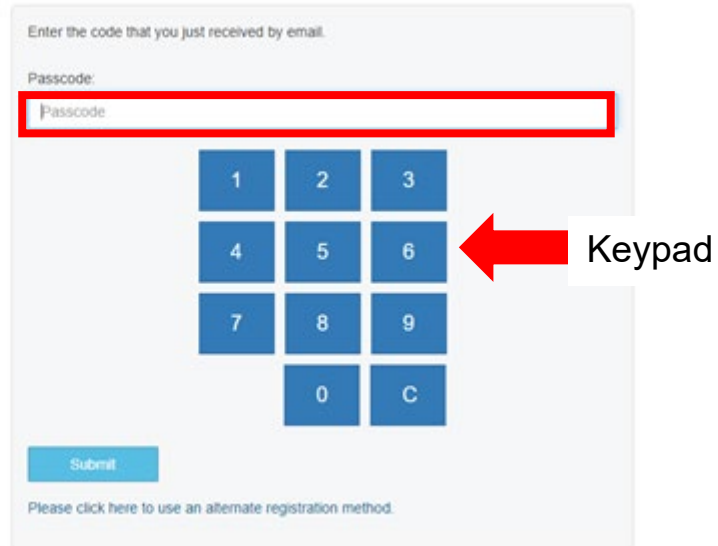 Enter the code that you just received by email.
Passcode:
Passcode
1 2 3
4 5 6
Keypad
7 8 9
0 C
Submit
Please click here to use an alternate registration method.